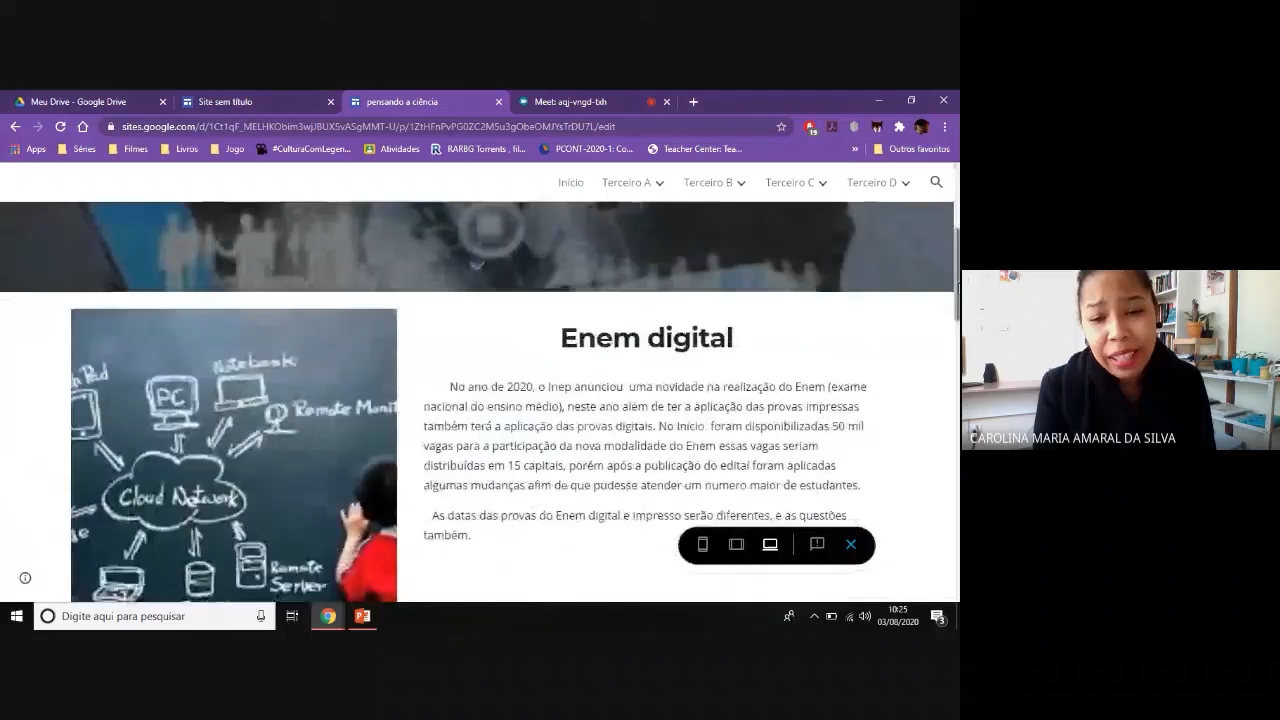 Meu Drive - Google Drive
Site sem título
pensando a ciência
Meet: aqj-vngd-txh
Apps
Séries
Filmes
Livros
Jogo
#CulturaComLegen...
Atividades
RARBG Torrents , fil...
PCONT-2020-1: Co...
Teacher Center: Tea...
»
Outros favoritos
Início
Terceiro A
Terceiro B
Terceiro C
Terceiro D
Enem digital
No ano de 2020, o Inep anunciou uma novidade na realização do Enem (exame
nacional do ensino médio), neste ano além de ter a aplicação das provas impressas
também terá a aplicação das provas digitais. No Início foram disponibilizadas 50 mil
vagas para a participação da nova modalidade do Enem essas vagas seriam
distribuídas em 15 capitais, porém após a publicação do edital foram aplicadas
algumas mudanças afim de que pudesse atender um numero maior de estudantes.
As datas das provas do Enem digital e impresso serão diferentes, e as questões
também.
Notebook
PC
Remote Monit
Cloud Network
Remote
Server
CAROLINA MARIA AMARAL DA SILVA
Digite aqui para pesquisar
10:25
03/08/2020
3